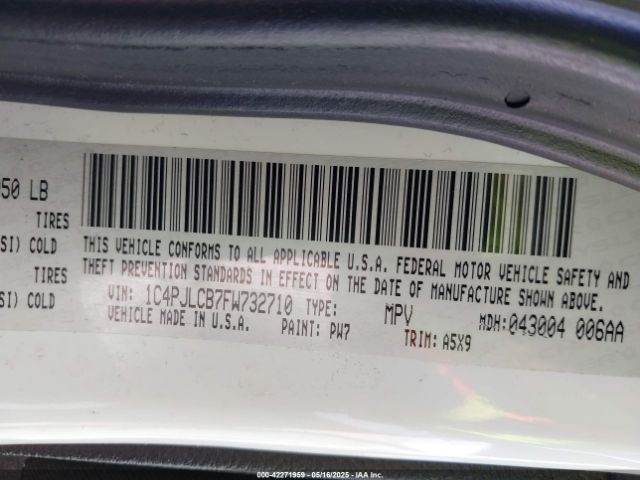 050 LB
TIRES
SI) COLD
TIRES
SI) COLD
THIS VEHICLE CONFORMS TO ALL APPLICABLE U.S.A. FEDERAL MOTOR VEHICLE SAFETY AND
THEFT PREVENTION STANDARDS IN EFFECT ON THE DATE OF MANUFACTURE SHOWN ABOVE.
VIN: 1C4PJLCB7FW732710 TYPE: MPV MDH:043004 006AA
VEHICLE MADE IN U.S.A. PAINT: PW7 TRIM: A5X9
000-42271959 - 05/16/2025 - IAA Inc.